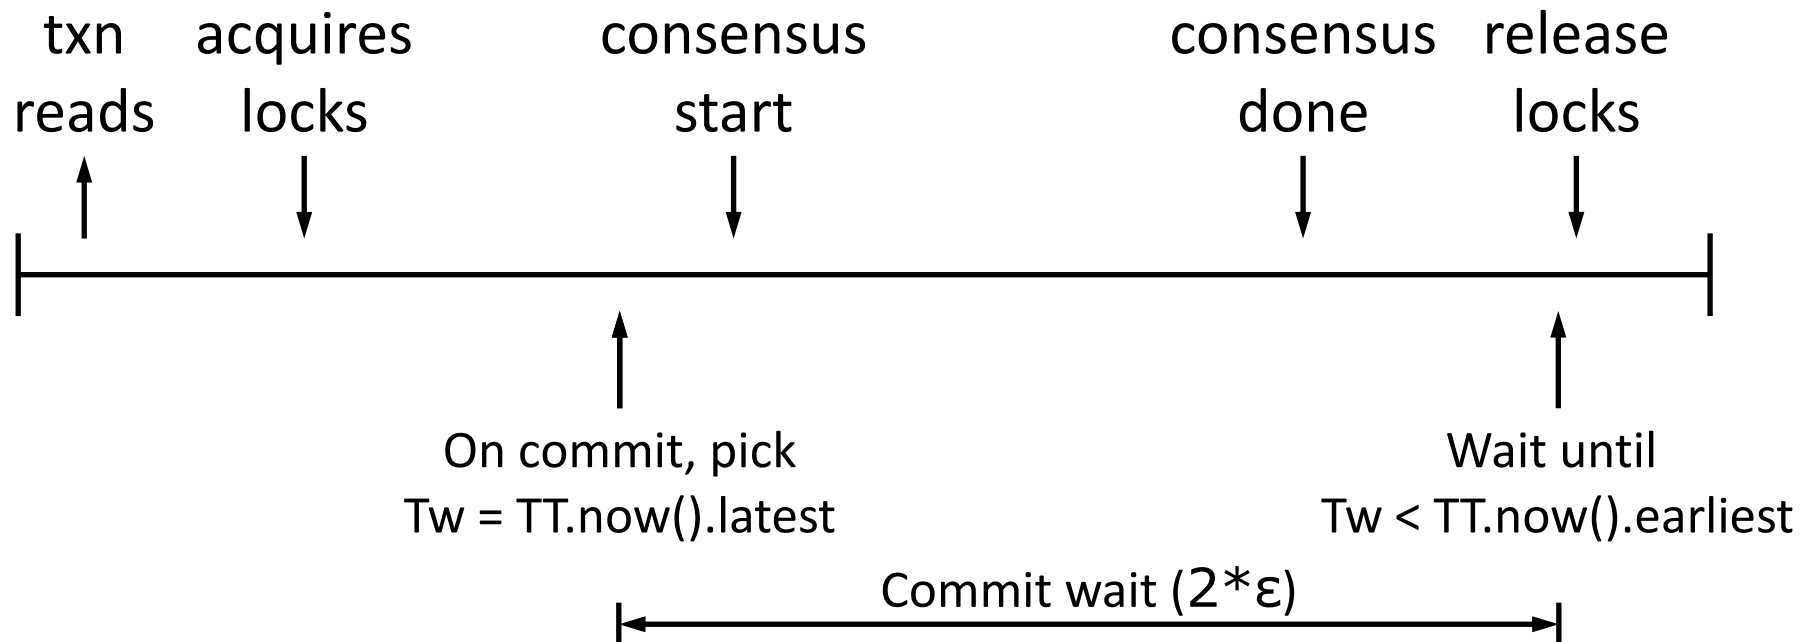 txn
reads
acquires
locks
consensus
start
consensus
done
release
locks
On commit, pick
Tw = TT.now().latest
Wait until
Tw < TT.now().earliest
Commit wait (2*ε)